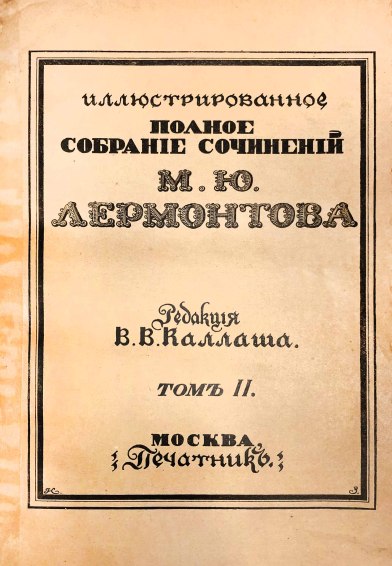 иллюстрированное
ПОЛНОЕ
СОБРАНІЕ СОЧИНЕНІЙ
М. Ю.
ЛЕРМОНТОВА
Редакція
В. В. Каллаша.
ТОМЪ II.
МОСКВА,
„Печатникъ.“